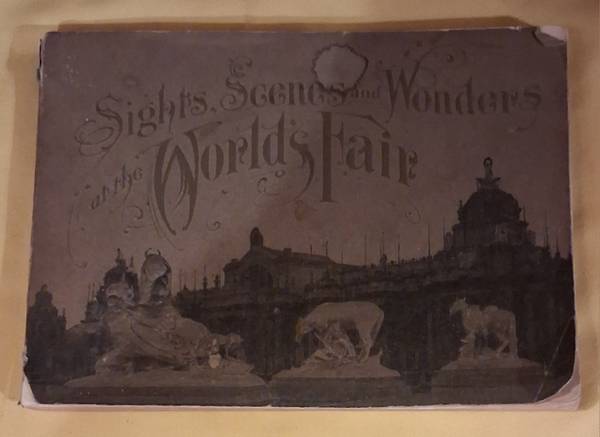 Sights, Scenes and Wonders
at the World's Fair